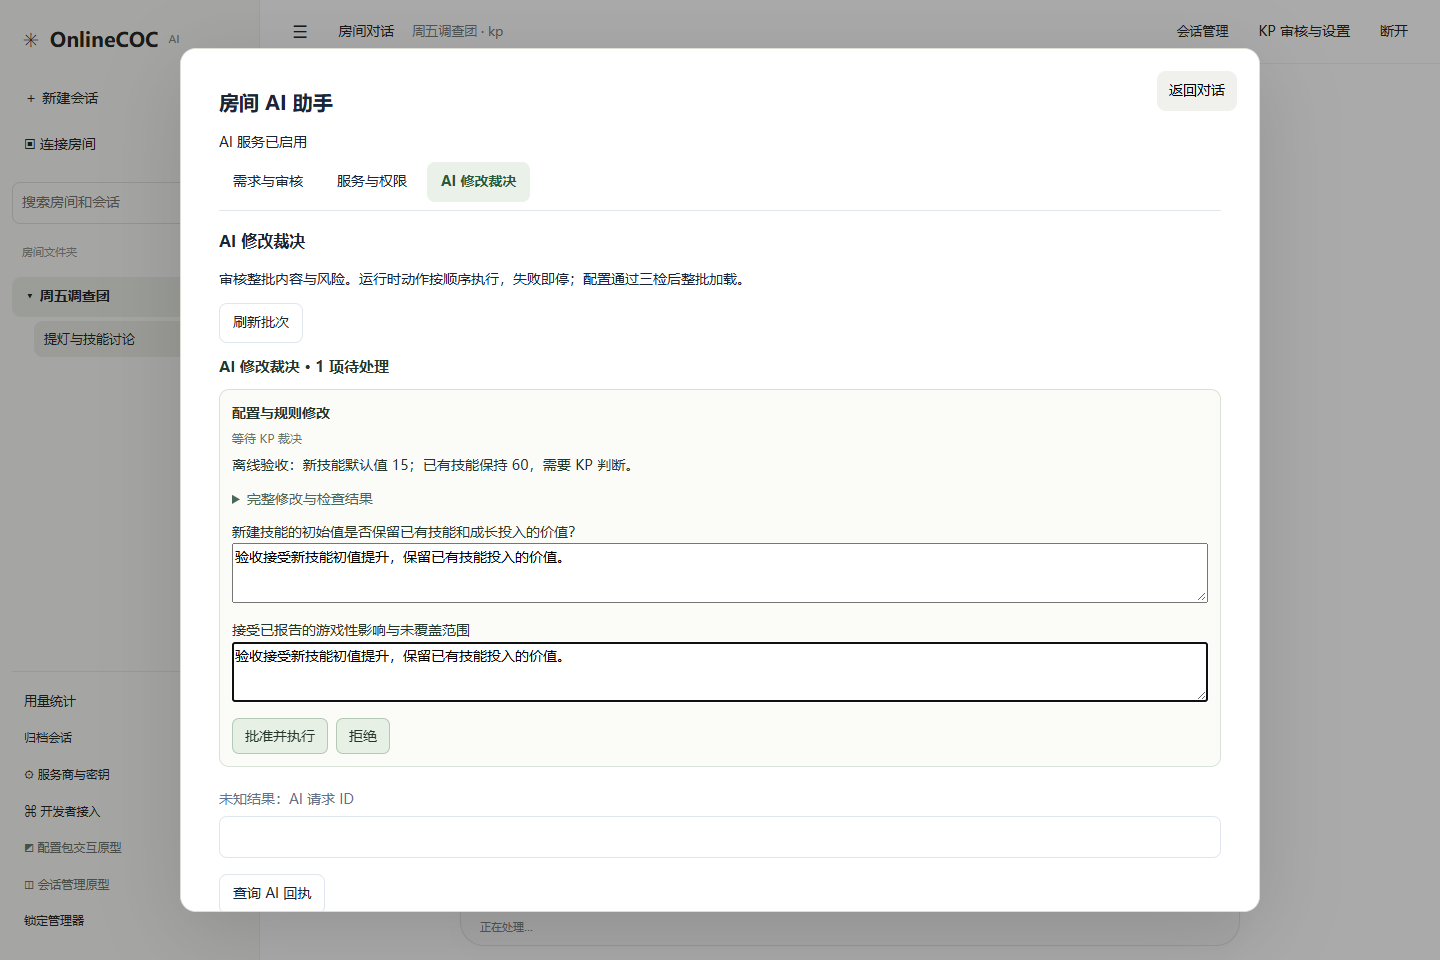 OnlineCOC AI
+ 新建会话
连接房间
搜索房间和会话
房间文件夹
周五调查团
提灯与技能讨论
用量统计
归档会话
服务商与密钥
⌘ 开发者接入
配置包交互原型
会话管理原型
锁定管理器
房间对话 周五调查团 · kp
会话管理 KP 审核与设置 断开
房间 AI 助手
返回对话
AI 服务已启用
需求与审核 服务与权限 AI 修改裁决
AI 修改裁决
审核整批内容与风险。运行时动作按顺序执行，失败即停；配置通过三检后整批加载。
刷新批次
AI 修改裁决 • 1 项待处理
配置与规则修改
等待 KP 裁决
离线验收：新技能默认值 15；已有技能保持 60，需要 KP 判断。
完整修改与检查结果
新建技能的初始值是否保留已有技能和成长投入的价值？
验收接受新技能初值提升，保留已有技能投入的价值。
接受已报告的游戏性影响与未覆盖范围
验收接受新技能初值提升，保留已有技能投入的价值。
批准并执行 拒绝
未知结果：AI 请求 ID
查询 AI 回执
正在处理...